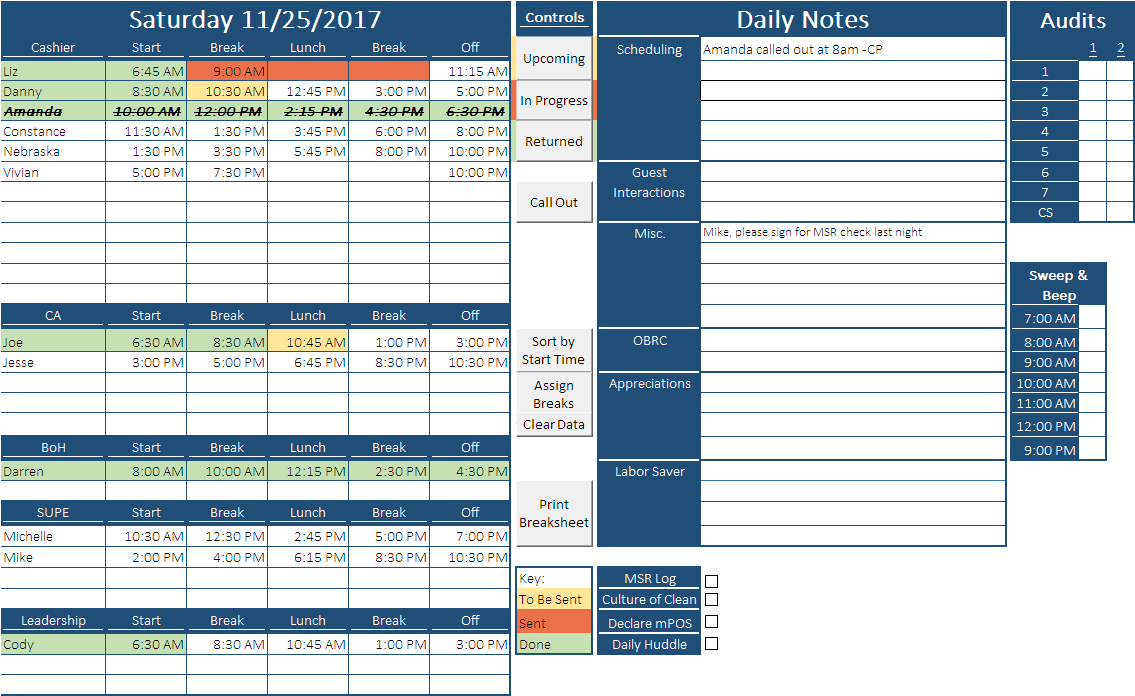 Saturday 11/25/2017
Cashier Start Break Lunch Break Off
Liz 6:45 AM 9:00 AM 11:15 AM
Danny 8:30 AM 10:30 AM 12:45 PM 3:00 PM 5:00 PM
Amanda 10:00 AM 12:00 PM 2:15 PM 4:30 PM 6:30 PM
Constance 11:30 AM 1:30 PM 3:45 PM 6:00 PM 8:00 PM
Nebraska 1:30 PM 3:30 PM 5:45 PM 8:00 PM 10:00 PM
Vivian 5:00 PM 7:30 PM 10:00 PM
CA Start Break Lunch Break Off
Joe 6:30 AM 8:30 AM 10:45 AM 1:00 PM 3:00 PM
Jesse 3:00 PM 5:00 PM 6:45 PM 8:30 PM 10:30 PM
BoH Start Break Lunch Break Off
Darren 8:00 AM 10:00 AM 12:15 PM 2:30 PM 4:30 PM
SUPE Start Break Lunch Break Off
Michelle 10:30 AM 12:30 PM 2:45 PM 5:00 PM 7:00 PM
Mike 2:00 PM 4:00 PM 6:15 PM 8:30 PM 10:30 PM
Leadership Start Break Lunch Break Off
Cody 6:30 AM 8:30 AM 10:45 AM 1:00 PM 3:00 PM
Controls
Upcoming
In Progress
Returned
Call Out
Sort by
Start Time
Assign
Breaks
Clear Data
Print
Breaksheet
Key:
To Be Sent
Sent
Done
Daily Notes
Scheduling Amanda called out at 8am -CP
Guest
Interactions
Misc. Mike, please sign for MSR check last night
OBRC
Appreciations
Labor Saver
MSR Log
Culture of Clean
Declare mPOS
Daily Huddle
Audits
1 2
1
2
3
4
5
6
7
CS
Sweep &
Beep
7:00 AM
8:00 AM
9:00 AM
10:00 AM
11:00 AM
12:00 PM
9:00 PM